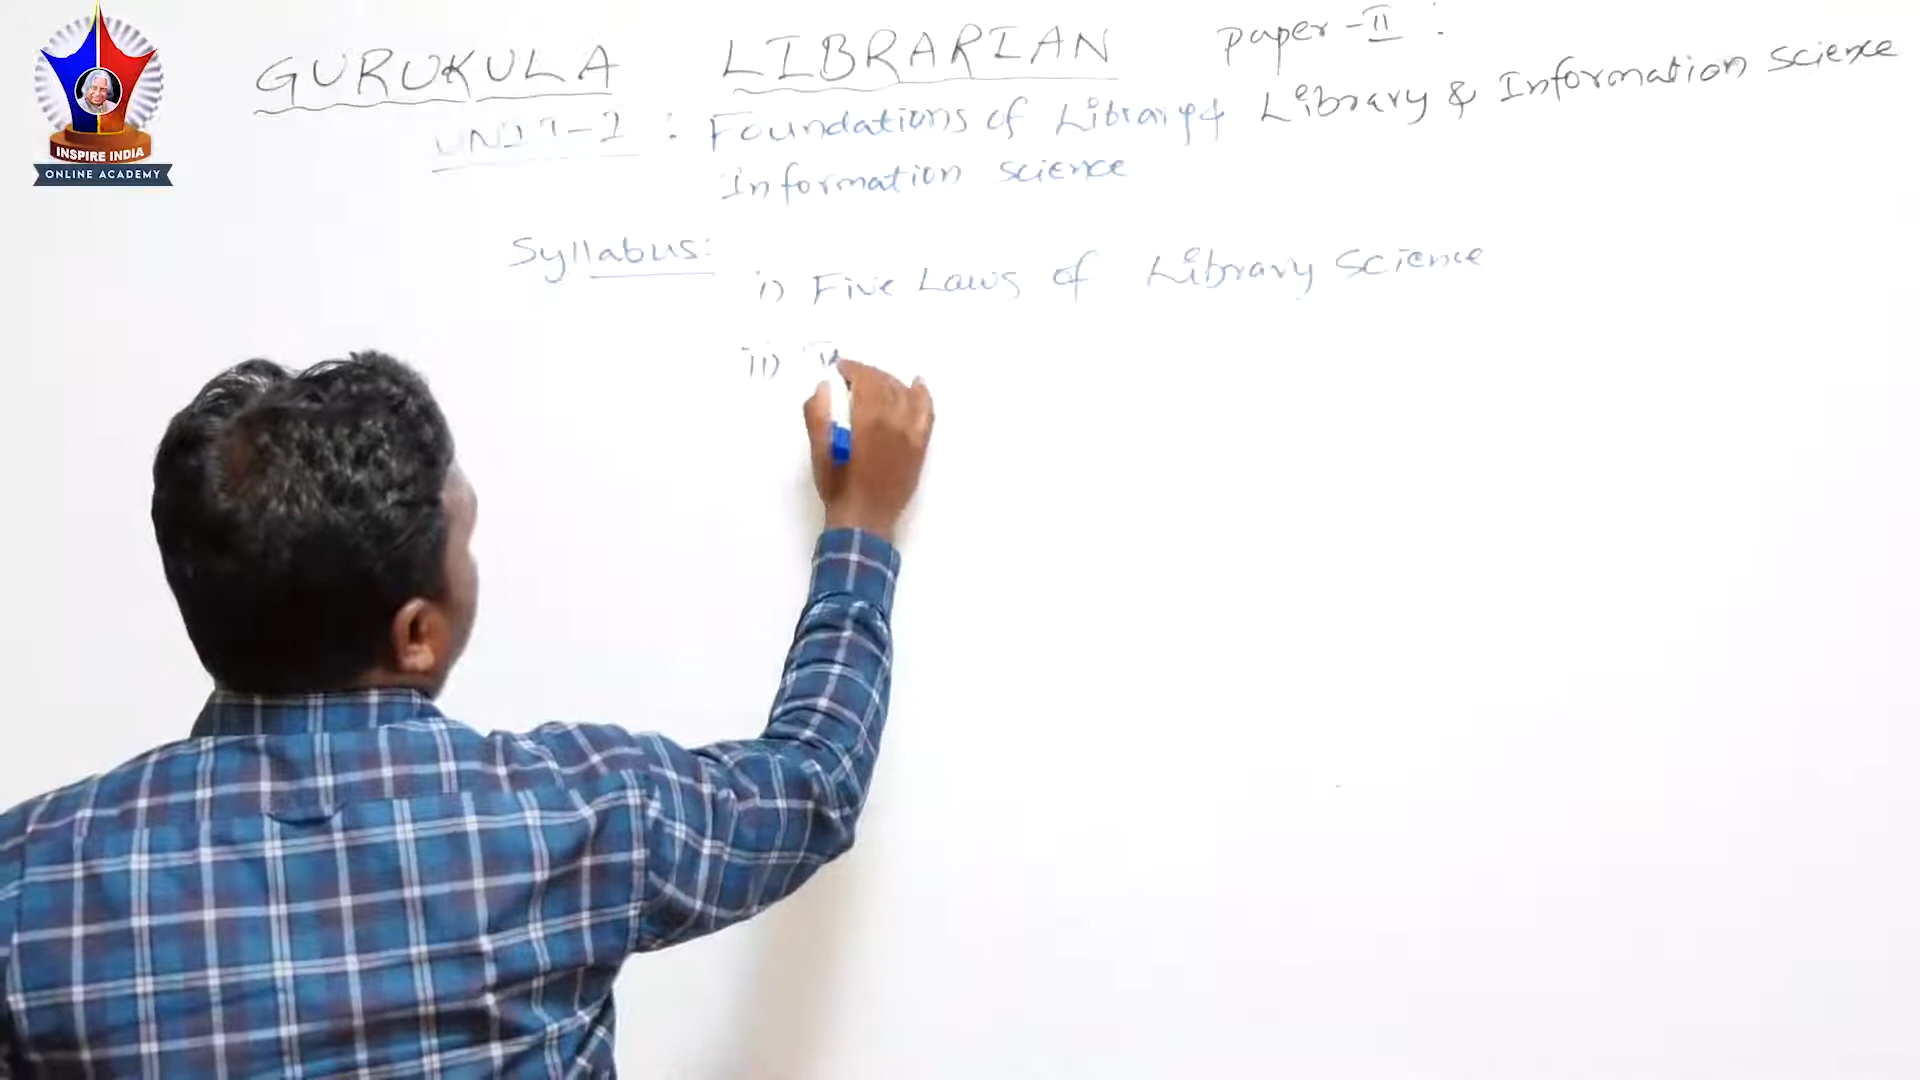 INSPIRE INDIA
ONLINE ACADEMY
GURUKULA LIBRARIAN Paper-II :
Library & Information Science
UNIT-I : Foundations of Library &
Information Science
Syllabus:
i) Five Laws of Library Science
ii)